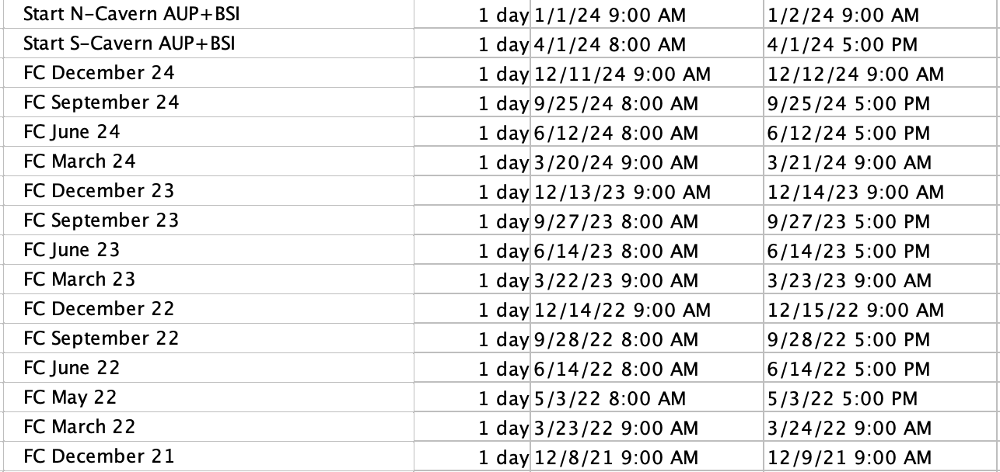 Start N-Cavern AUP+BSI 1 day 1/1/24 9:00 AM 1/2/24 9:00 AM
Start S-Cavern AUP+BSI 1 day 4/1/24 8:00 AM 4/1/24 5:00 PM
FC December 24 1 day 12/11/24 9:00 AM 12/12/24 9:00 AM
FC September 24 1 day 9/25/24 8:00 AM 9/25/24 5:00 PM
FC June 24 1 day 6/12/24 8:00 AM 6/12/24 5:00 PM
FC March 24 1 day 3/20/24 9:00 AM 3/21/24 9:00 AM
FC December 23 1 day 12/13/23 9:00 AM 12/14/23 9:00 AM
FC September 23 1 day 9/27/23 8:00 AM 9/27/23 5:00 PM
FC June 23 1 day 6/14/23 8:00 AM 6/14/23 5:00 PM
FC March 23 1 day 3/22/23 9:00 AM 3/23/23 9:00 AM
FC December 22 1 day 12/14/22 9:00 AM 12/15/22 9:00 AM
FC September 22 1 day 9/28/22 8:00 AM 9/28/22 5:00 PM
FC June 22 1 day 6/14/22 8:00 AM 6/14/22 5:00 PM
FC May 22 1 day 5/3/22 8:00 AM 5/3/22 5:00 PM
FC March 22 1 day 3/23/22 9:00 AM 3/24/22 9:00 AM
FC December 21 1 day 12/8/21 9:00 AM 12/9/21 9:00 AM